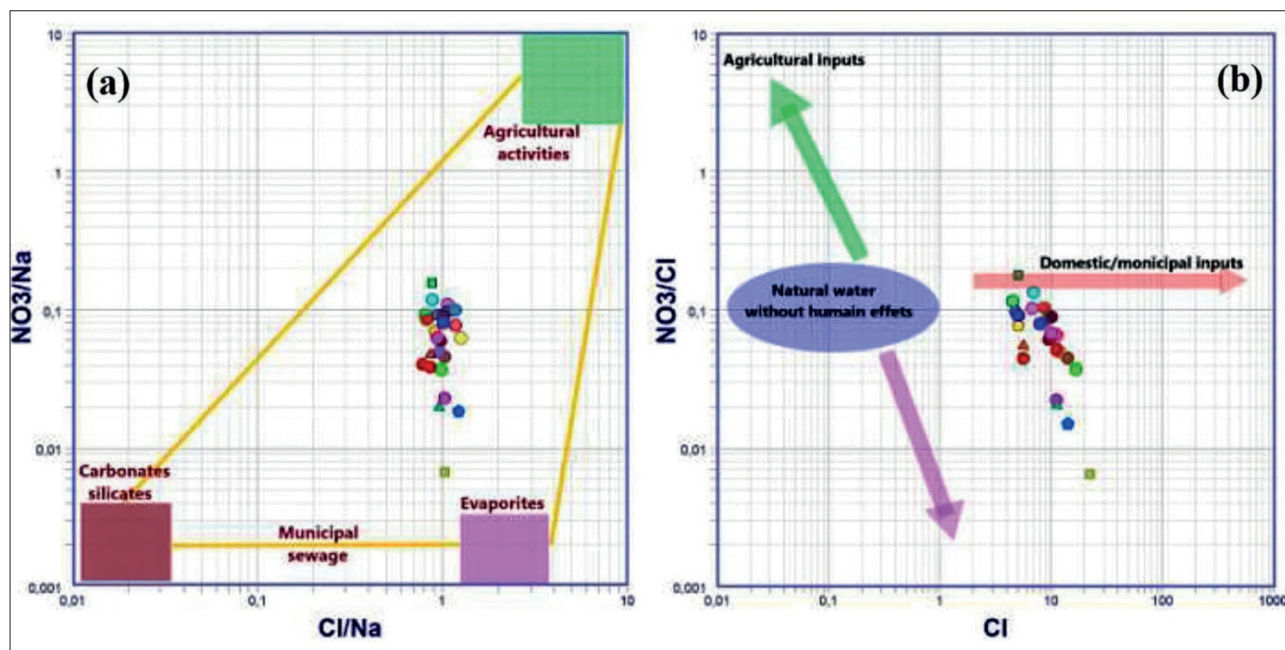 (a)
10
1
0,1
0,01
0,001
NO3/Na
Agricultural
activities
Carbonates
silicates
Municipal
sewage
Evaporites
0,01
0,1
1
10
Cl/Na
(b)
10
1
0,1
0,01
0,001
NO3/Cl
Agricultural inputs
Domestic/monicipal inputs
Natural water
without humain effets
0,01
0,1
1
10
100
1000
Cl